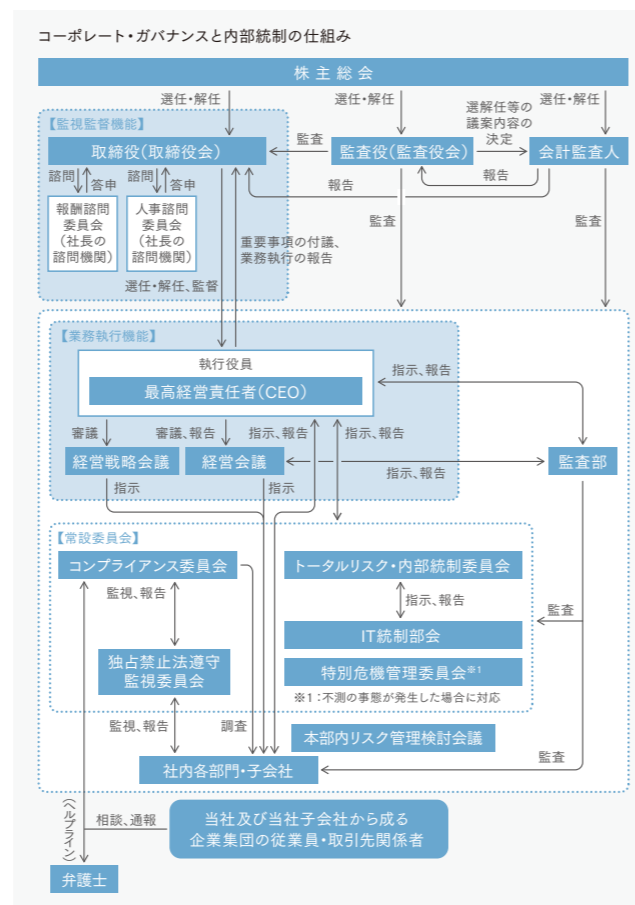 コーポレート・ガバナンスと内部統制の仕組み
株主総会
選任・解任
選任・解任
選解任等の
議案内容の
決定
選任・解任
【監視監督機能】
取締役(取締役会)
監査
監査役(監査役会)
会計監査人
諮問
答申
諮問
答申
報告
報告
報酬諮問
委員会
(社長の
諮問機関)
人事諮問
委員会
(社長の
諮問機関)
重要事項の付議、
業務執行の報告
監査
監査
選任・解任、監督
【業務執行機能】
執行役員
最高経営責任者(CEO)
指示、報告
審議
審議、報告
指示、報告
指示、報告
経営戦略会議
経営会議
監査部
指示、報告
指示
指示
【常設委員会】
コンプライアンス委員会
トータルリスク・内部統制委員会
監視、報告
指示、報告
監査
IT統制部会
独占禁止法遵守
監視委員会
特別危機管理委員会※1
※1:不測の事態が発生した場合に対応
監視、報告
調査
本部内リスク管理検討会議
監査
社内各部門・子会社
(ヘルプライン)
相談、通報
当社及び当社子会社から成る
企業集団の従業員・取引先関係者
弁護士